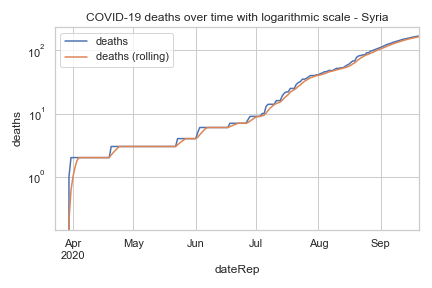 COVID-19 deaths over time with logarithmic scale - Syria
deaths
deaths (rolling)
10²
10¹
10⁰
deaths
Apr
2020
May
Jun
Jul
Aug
Sep
dateRep